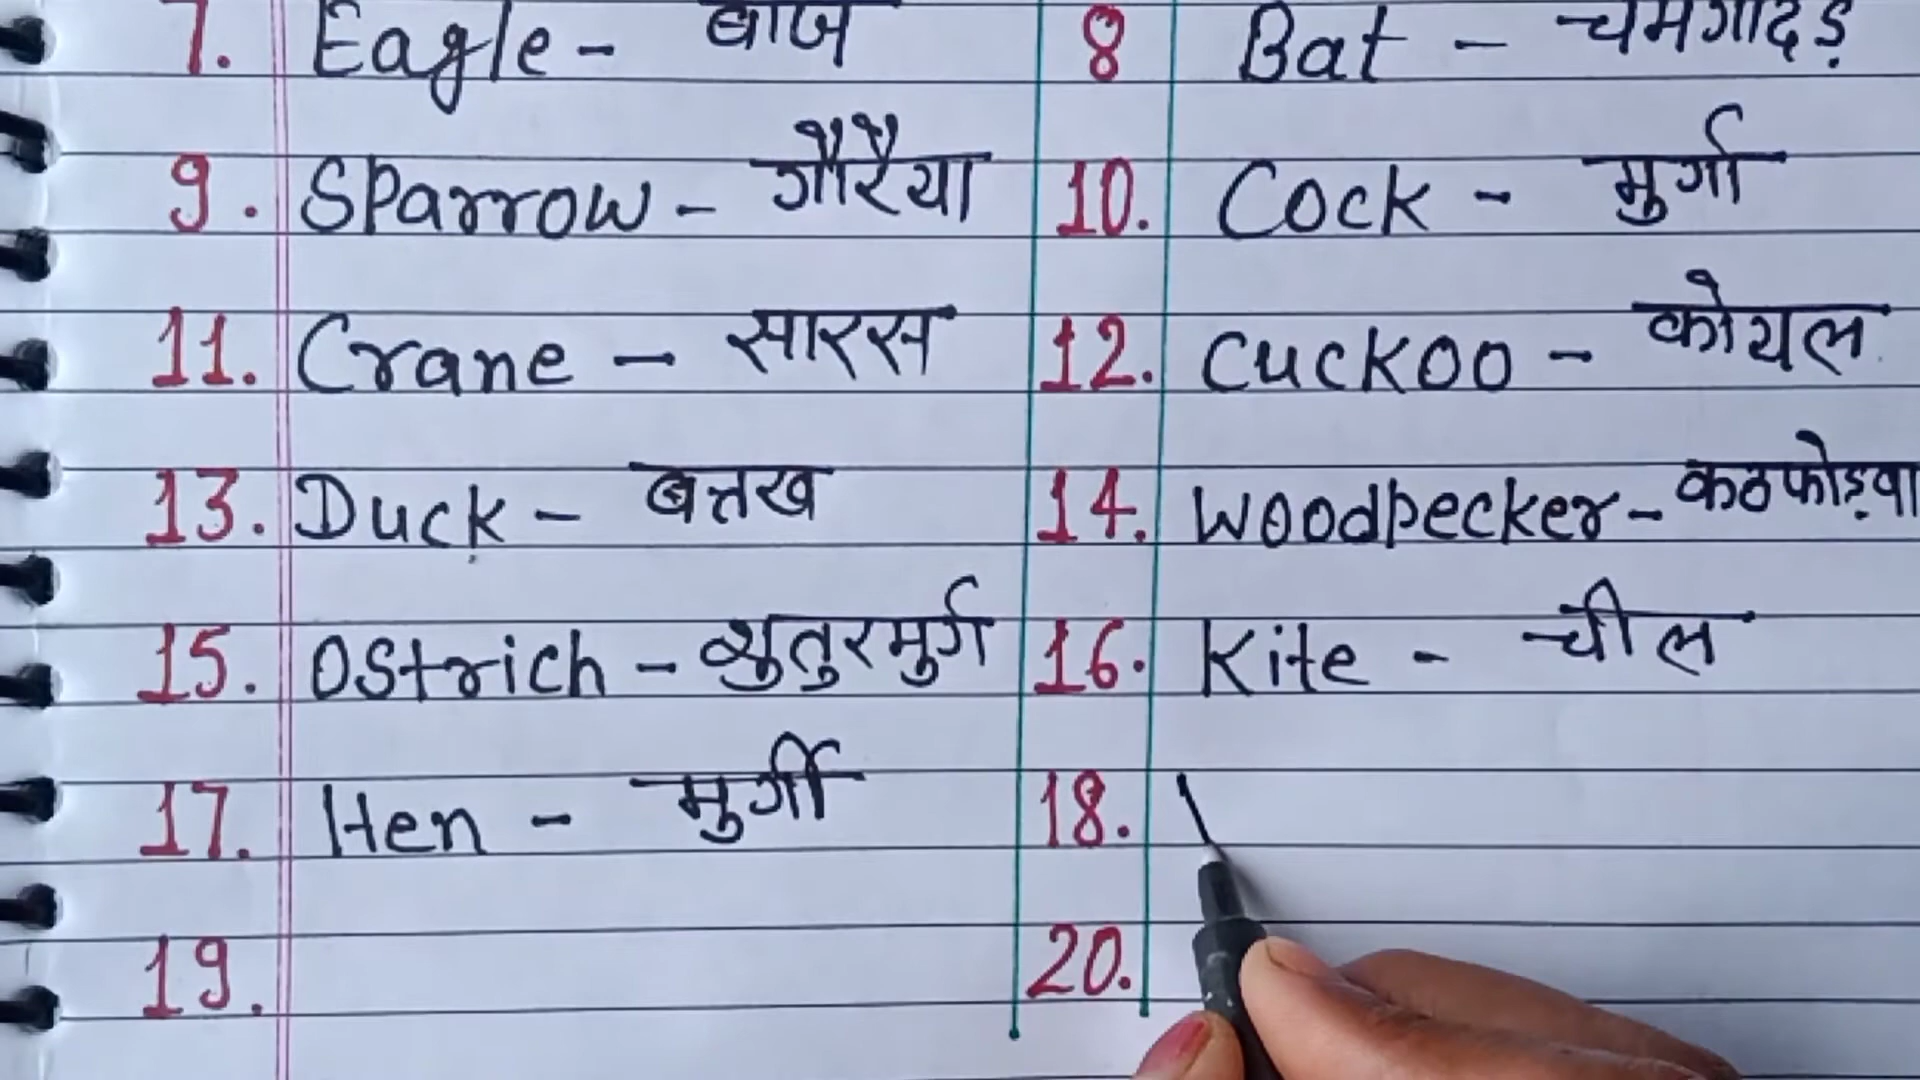 7. Eagle - बाज 8 Bat - चमगादड़
9. Sparrow - गौरैया 10. Cock - मुर्गा
11. Crane - सारस 12. Cuckoo - कोयल
13. Duck - बत्तख 14. Woodpecker - कठफोड़वा
15. Ostrich - शुतुरमुर्ग 16. Kite - चील
17. Hen - मुर्गी 18.
19. 20.